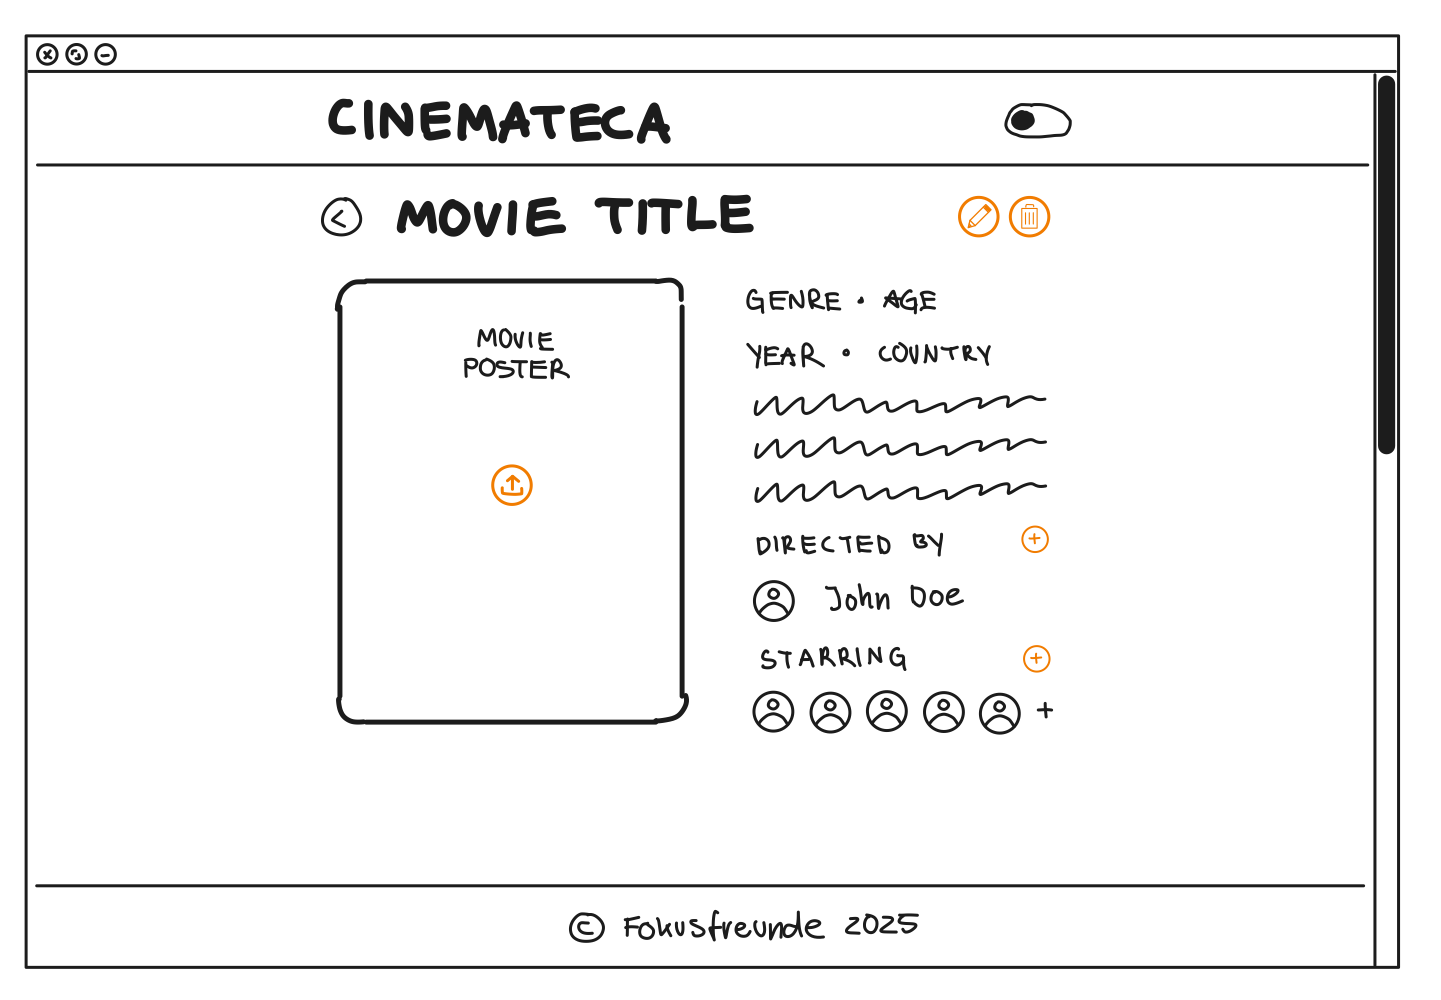 CINEMATECA
MOVIE TITLE
MOVIE
POSTER
GENRE • AGE
YEAR • COUNTRY
DIRECTED BY
John Doe
STARRING
+
© Fokusfreunde 2025